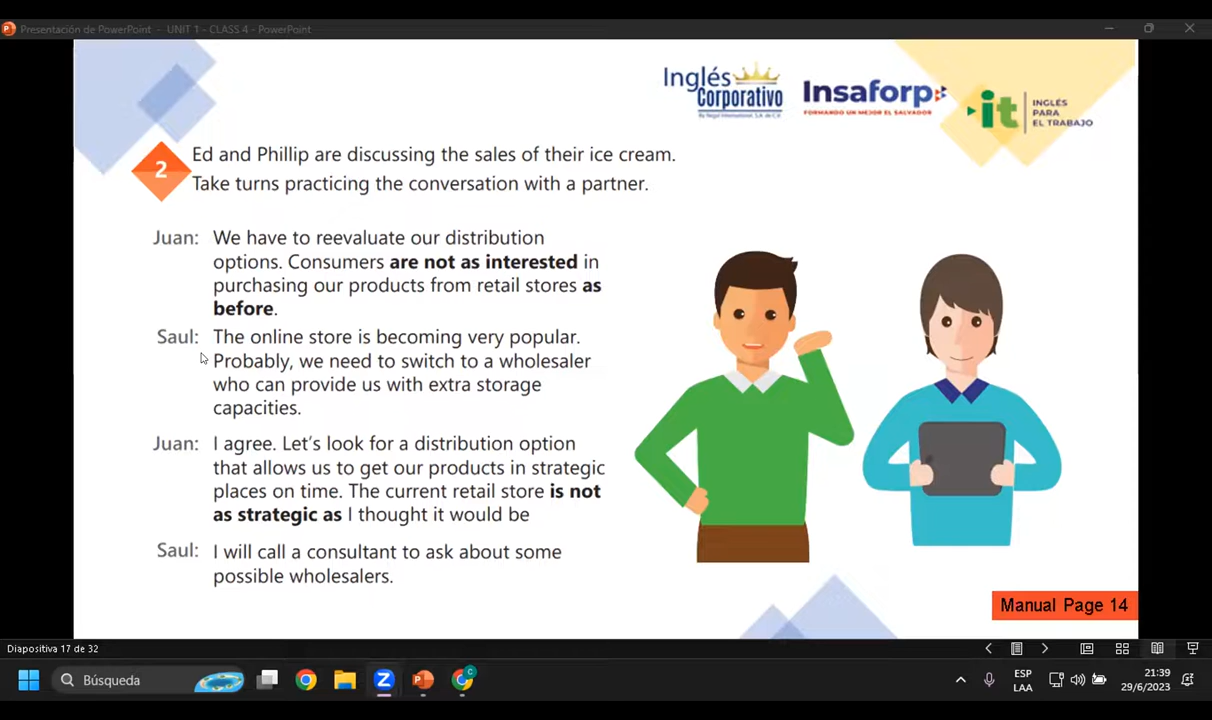 Presentación de PowerPoint - UNIT 1 - CLASS 4 - PowerPoint
Inglés
Corporativo
By Regal International, S.A. de C.V.
Insaforp
FORMANDO UN MEJOR EL SALVADOR
it
INGLÉS
PARA
EL TRABAJO
2
Ed and Phillip are discussing the sales of their ice cream.
Take turns practicing the conversation with a partner.
Juan: We have to reevaluate our distribution
options. Consumers are not as interested in
purchasing our products from retail stores as
before.
Saul: The online store is becoming very popular.
Probably, we need to switch to a wholesaler
who can provide us with extra storage
capacities.
Juan: I agree. Let's look for a distribution option
that allows us to get our products in strategic
places on time. The current retail store is not
as strategic as I thought it would be
Saul: I will call a consultant to ask about some
possible wholesalers.
Manual Page 14
Diapositiva 17 de 32
Búsqueda
ESP
LAA
21:39
29/6/2023